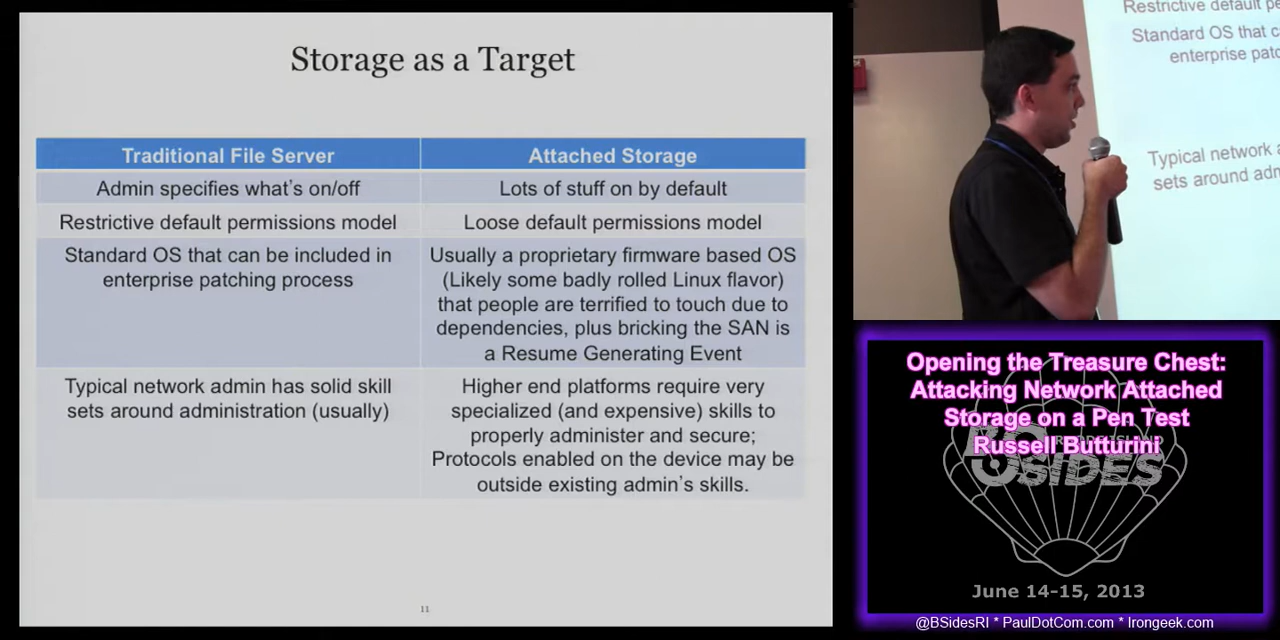 Storage as a Target
Traditional File Server
Attached Storage
Admin specifies what's on/off
Lots of stuff on by default
Restrictive default permissions model
Loose default permissions model
Standard OS that can be included in
enterprise patching process
Usually a proprietary firmware based OS
(Likely some badly rolled Linux flavor)
that people are terrified to touch due to
dependencies, plus bricking the SAN is
a Resume Generating Event
Typical network admin has solid skill
sets around administration (usually)
Higher end platforms require very
specialized (and expensive) skills to
properly administer and secure;
Protocols enabled on the device may be
outside existing admin's skills.
11
Restrictive default
Standard OS that
enterprise
Typical network
sets around
Opening the Treasure Chest:
Attacking Network Attached
Storage on a Pen Test
Russell Butturini
BSIDES
June 14-15, 2013
@BSidesRI * PaulDotCom.com * Irongeek.com